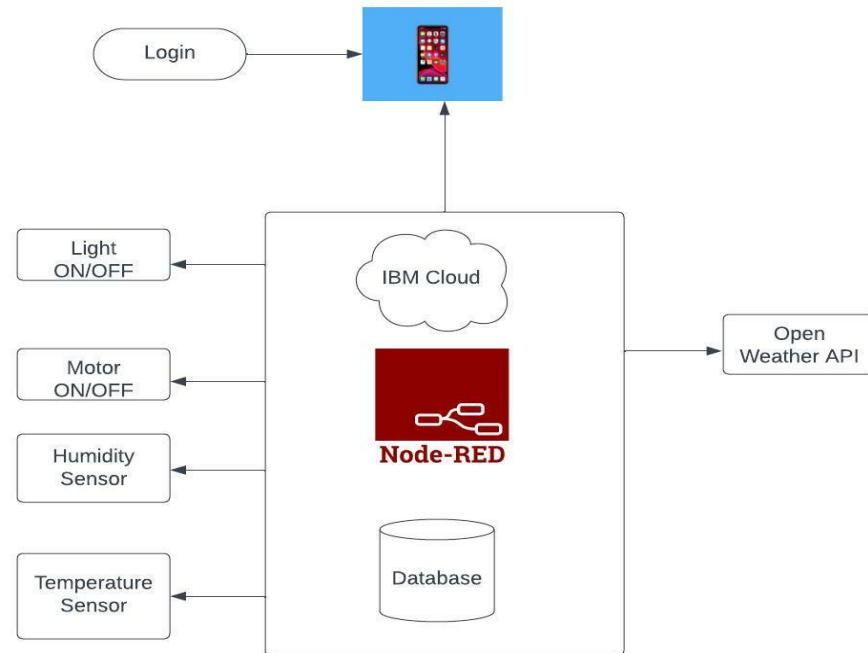 Login
Light
ON/OFF
IBM Cloud
Open
Weather API
Motor
ON/OFF
Node-RED
Humidity
Sensor
Temperature
Sensor
Database